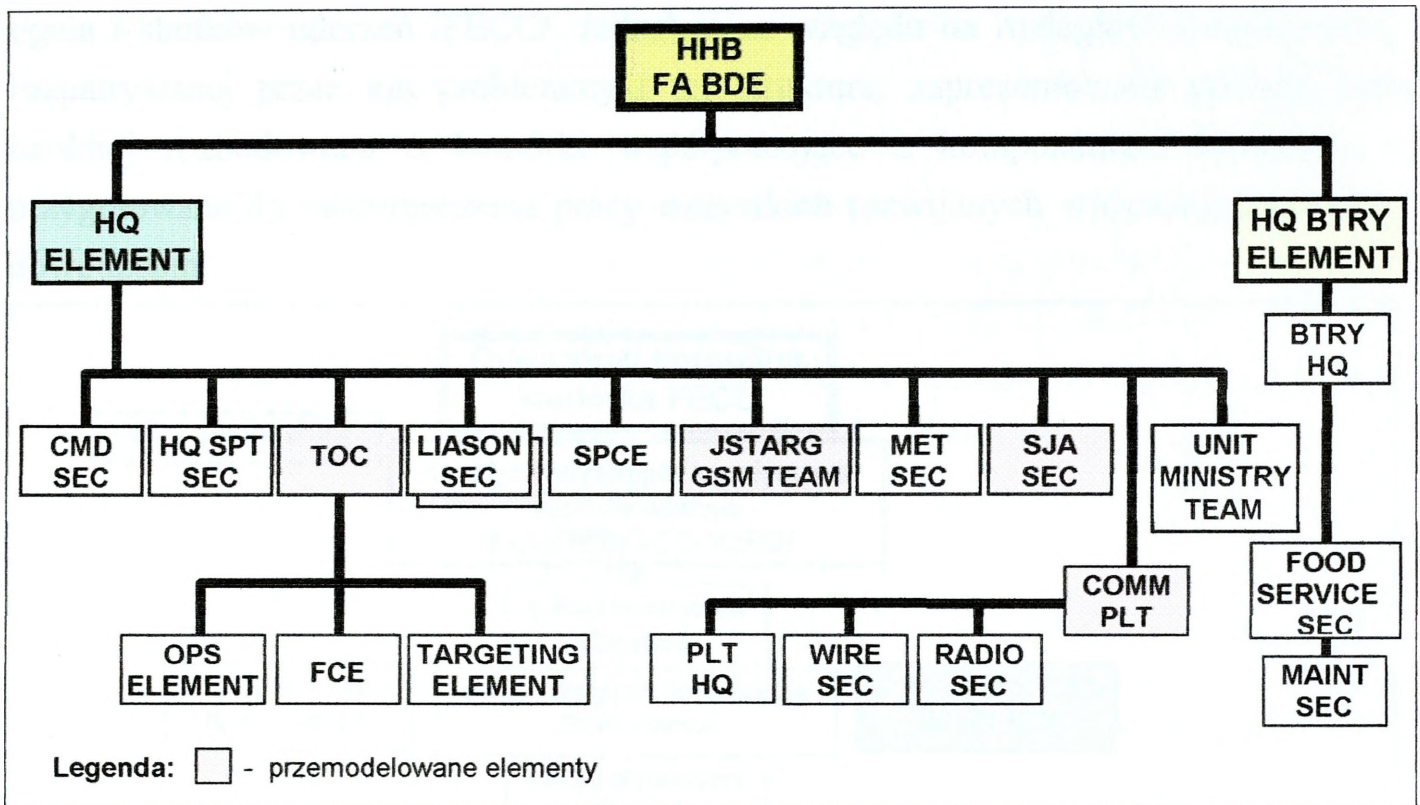 HHB
FA BDE
HQ
ELEMENT
HQ BTRY
ELEMENT
BTRY
HQ
CMD
SEC
HQ SPT
SEC
TOC
LIASON
SEC
SPCE
JSTARG
GSM TEAM
MET
SEC
SJA
SEC
UNIT
MINISTRY
TEAM
COMM
PLT
FOOD
SERVICE
SEC
OPS
ELEMENT
FCE
TARGETING
ELEMENT
PLT
HQ
WIRE
SEC
RADIO
SEC
MAINT
SEC
Legenda: - przemodelowane elementy